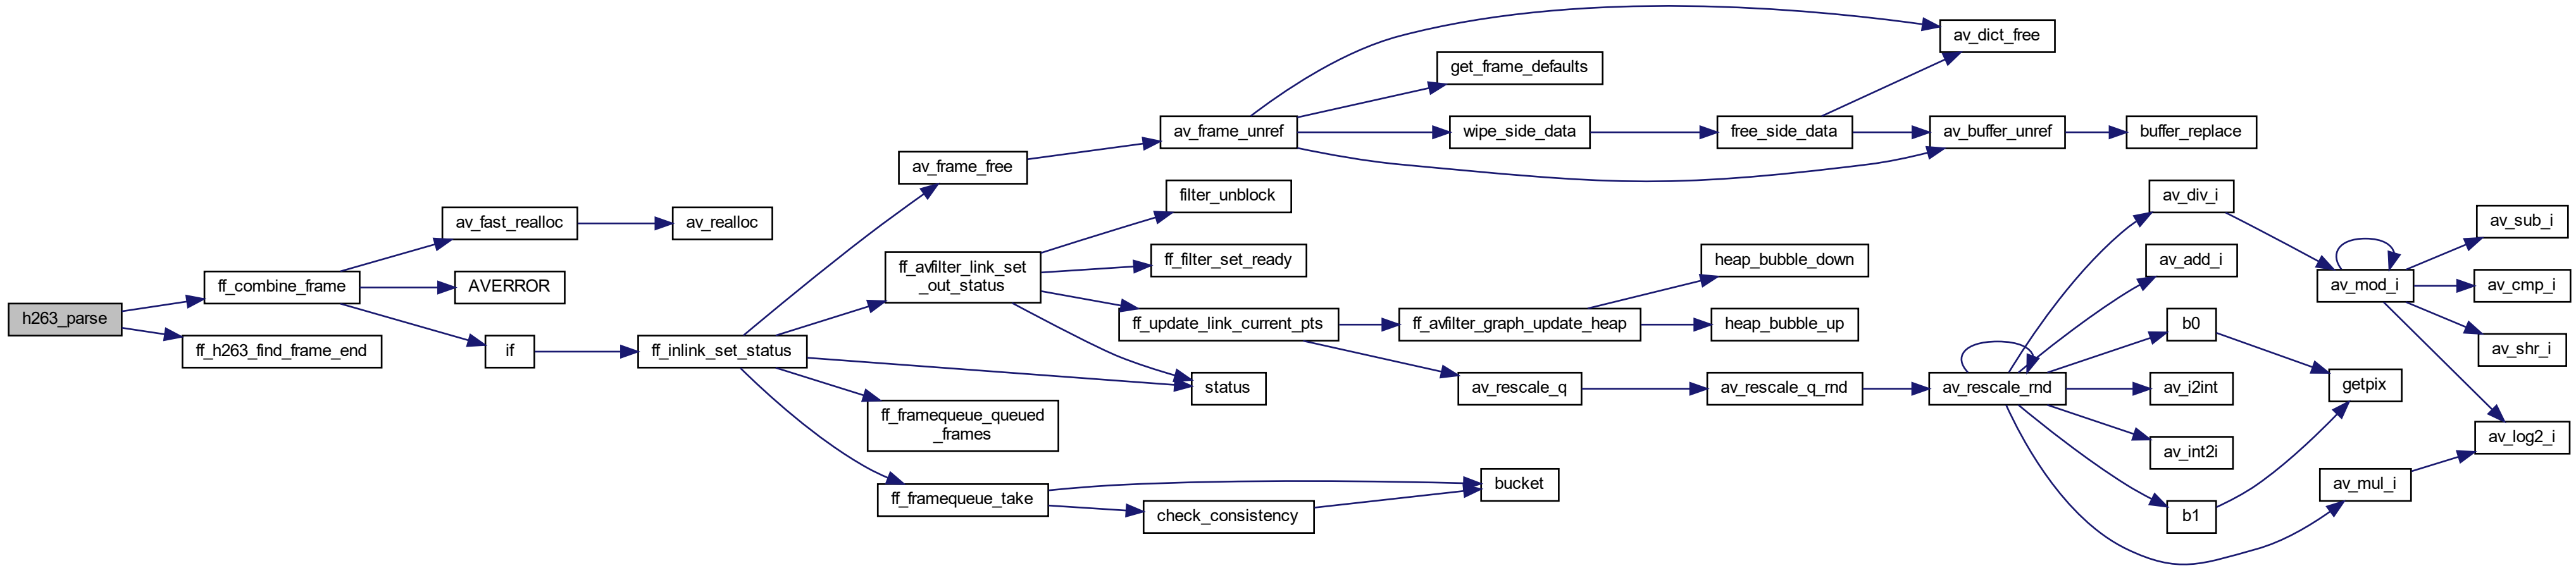 h263_parse
ff_combine_frame
ff_h263_find_frame_end
av_fast_realloc
AVERROR
if
av_realloc
ff_inlink_set_status
av_frame_free
ff_avfilter_link_set
_out_status
ff_framequeue_queued
_frames
ff_framequeue_take
av_frame_unref
filter_unblock
ff_filter_set_ready
ff_update_link_current_pts
status
check_consistency
get_frame_defaults
wipe_side_data
ff_avfilter_graph_update_heap
av_rescale_q
bucket
free_side_data
heap_bubble_down
heap_bubble_up
av_rescale_q_rnd
av_dict_free
av_buffer_unref
av_rescale_rnd
buffer_replace
av_div_i
av_add_i
b0
av_i2int
av_int2i
b1
av_mod_i
getpix
av_mul_i
av_sub_i
av_cmp_i
av_shr_i
av_log2_i